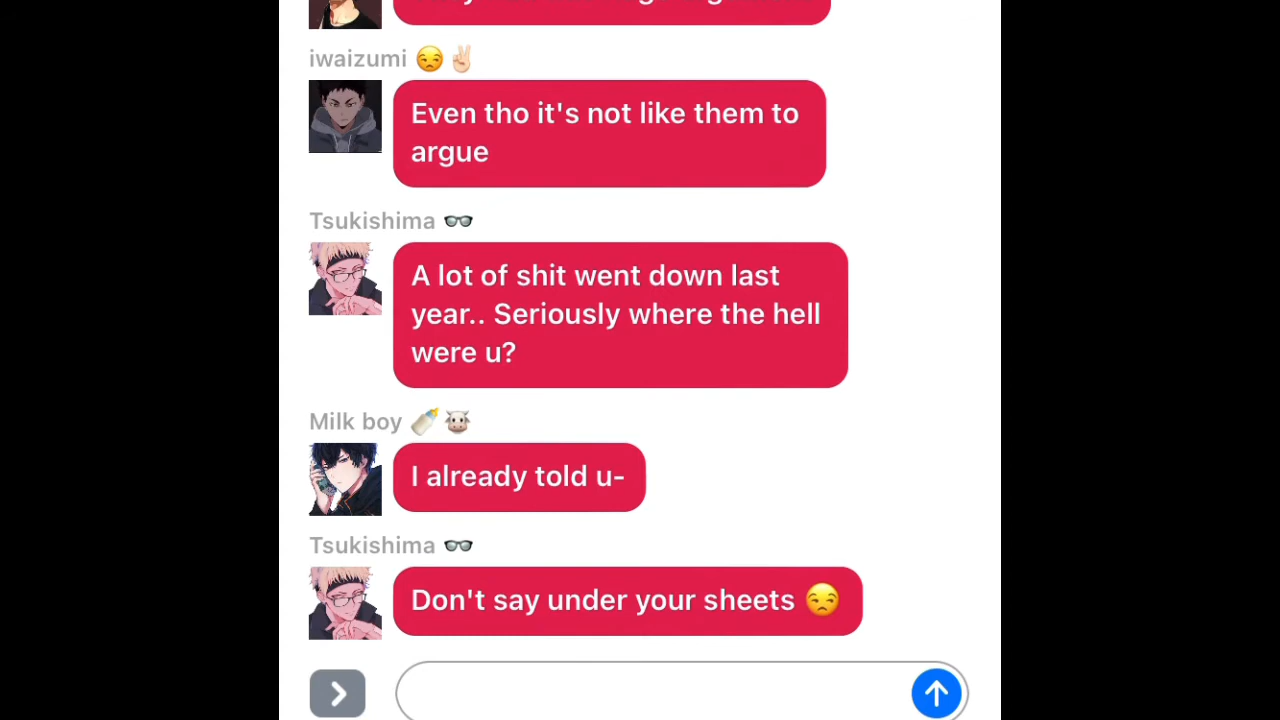 iwaizumi 😒✌🏻
Even tho it's not like them to
argue
Tsukishima 👓
A lot of shit went down last
year.. Seriously where the hell
were u?
Milk boy 🍼🐮
I already told u-
Tsukishima 👓
Don't say under your sheets 😒